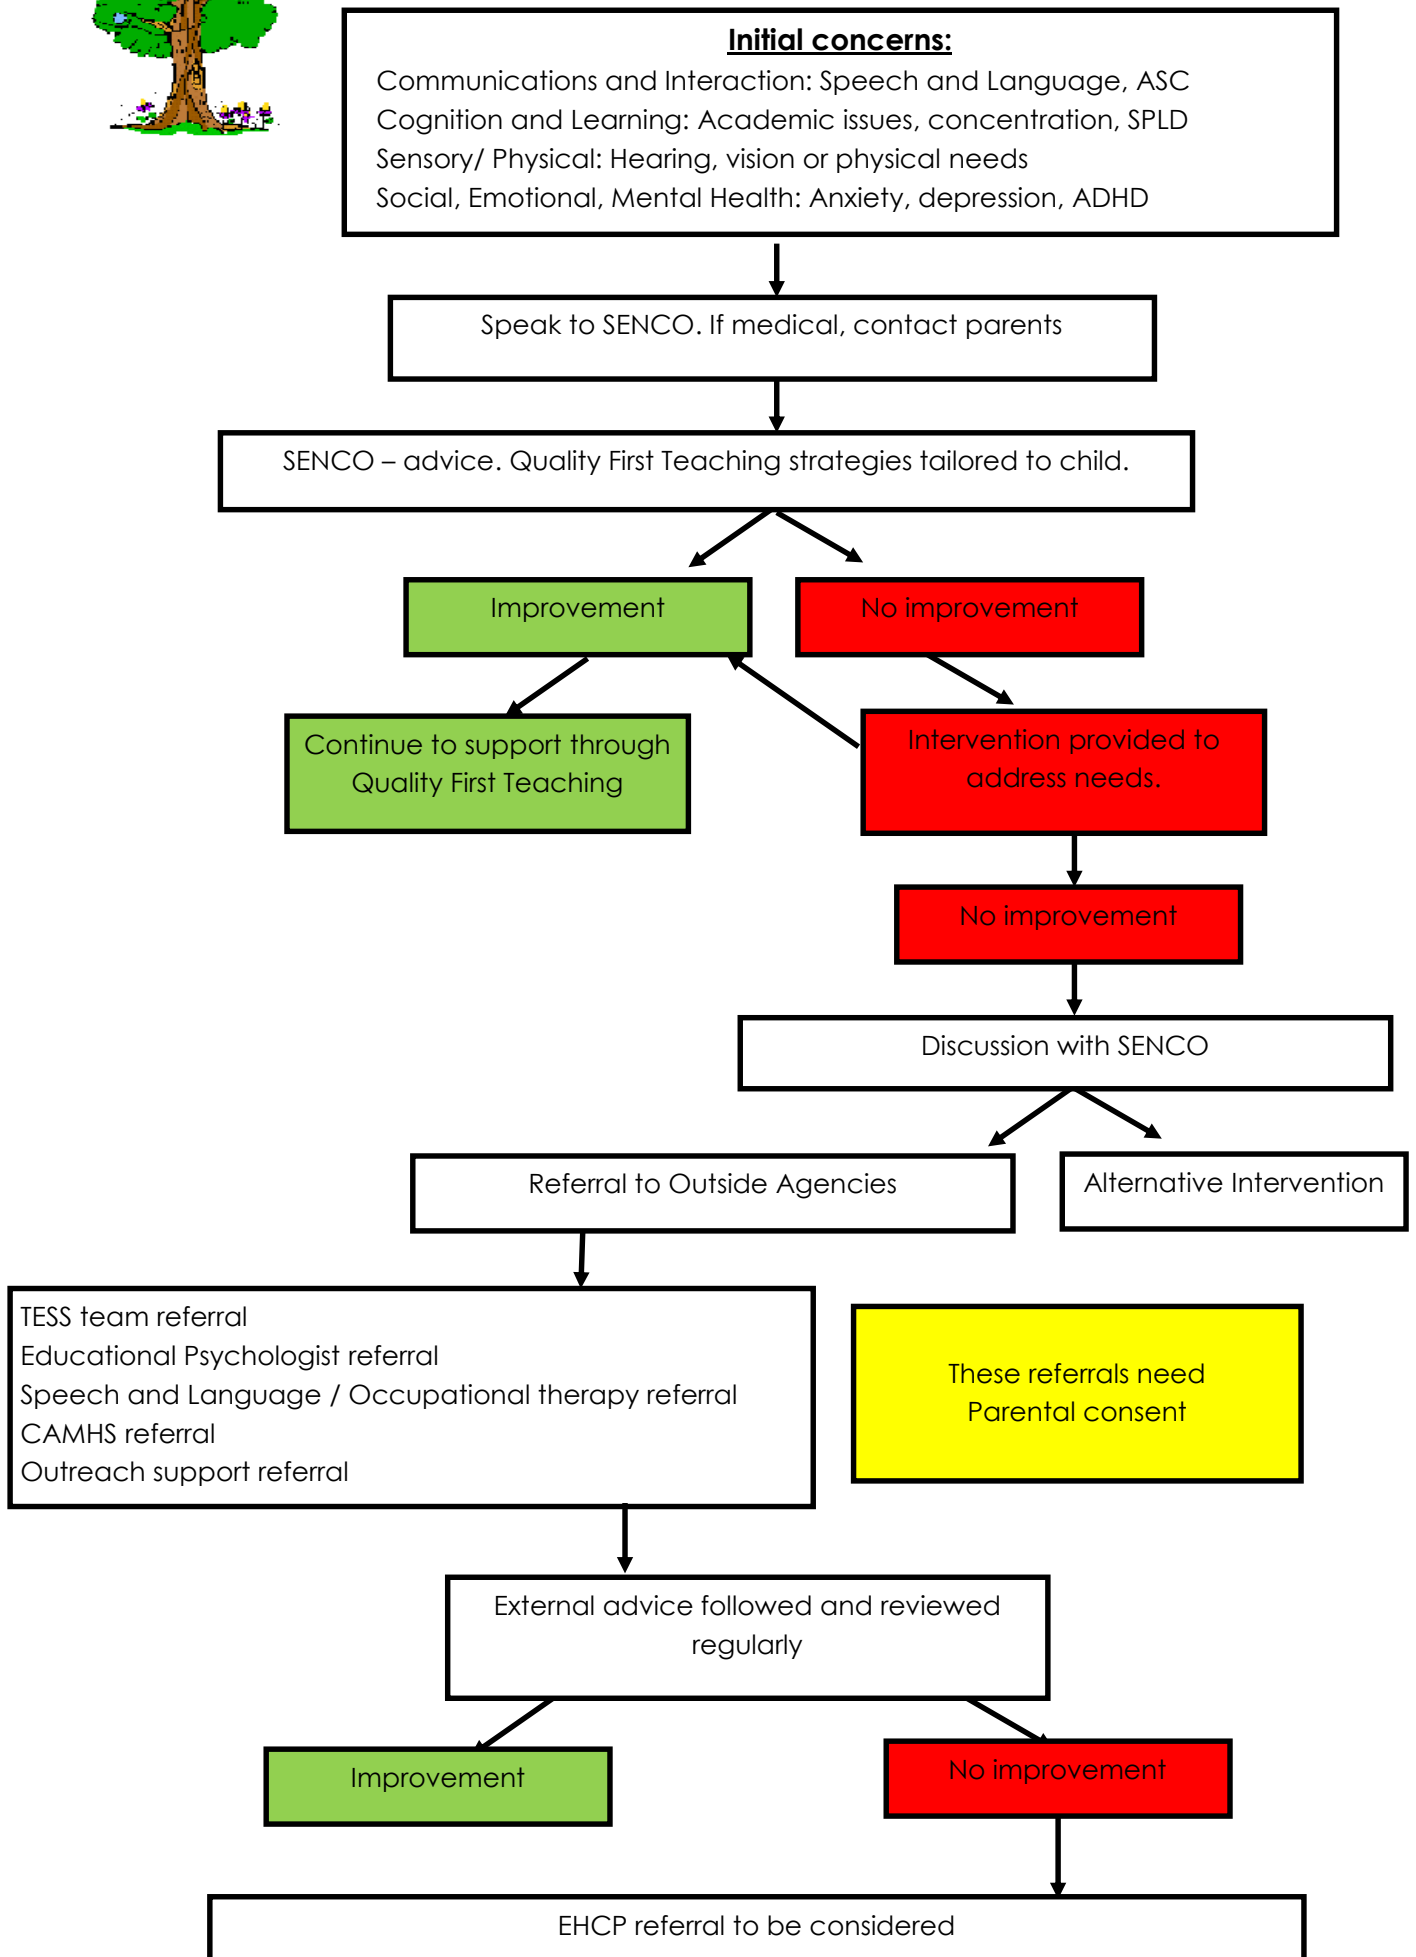 Initial concerns:
Communications and Interaction: Speech and Language, ASC
Cognition and Learning: Academic issues, concentration, SPLD
Sensory/ Physical: Hearing, vision or physical needs
Social, Emotional, Mental Health: Anxiety, depression, ADHD
Speak to SENCO. If medical, contact parents
SENCO – advice. Quality First Teaching strategies tailored to child.
Improvement
No improvement
Continue to support through
Quality First Teaching
Intervention provided to
address needs.
No improvement
Discussion with SENCO
Referral to Outside Agencies
Alternative Intervention
TESS team referral
Educational Psychologist referral
Speech and Language / Occupational therapy referral
CAMHS referral
Outreach support referral
These referrals need
Parental consent
External advice followed and reviewed
regularly
Improvement
No improvement
EHCP referral to be considered